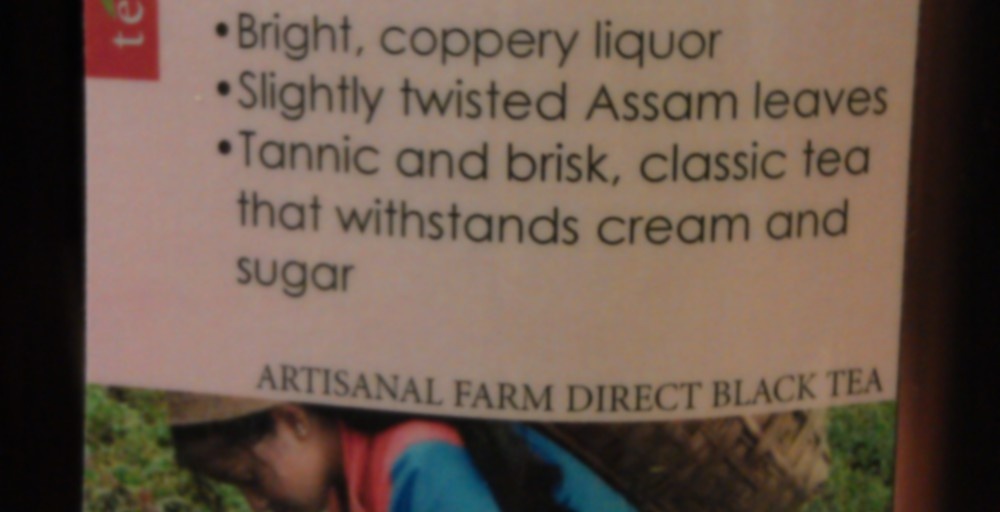 te
•Bright, coppery liquor
•Slightly twisted Assam leaves
•Tannic and brisk, classic tea
that withstands cream and
sugar
ARTISANAL FARM DIRECT BLACK TEA